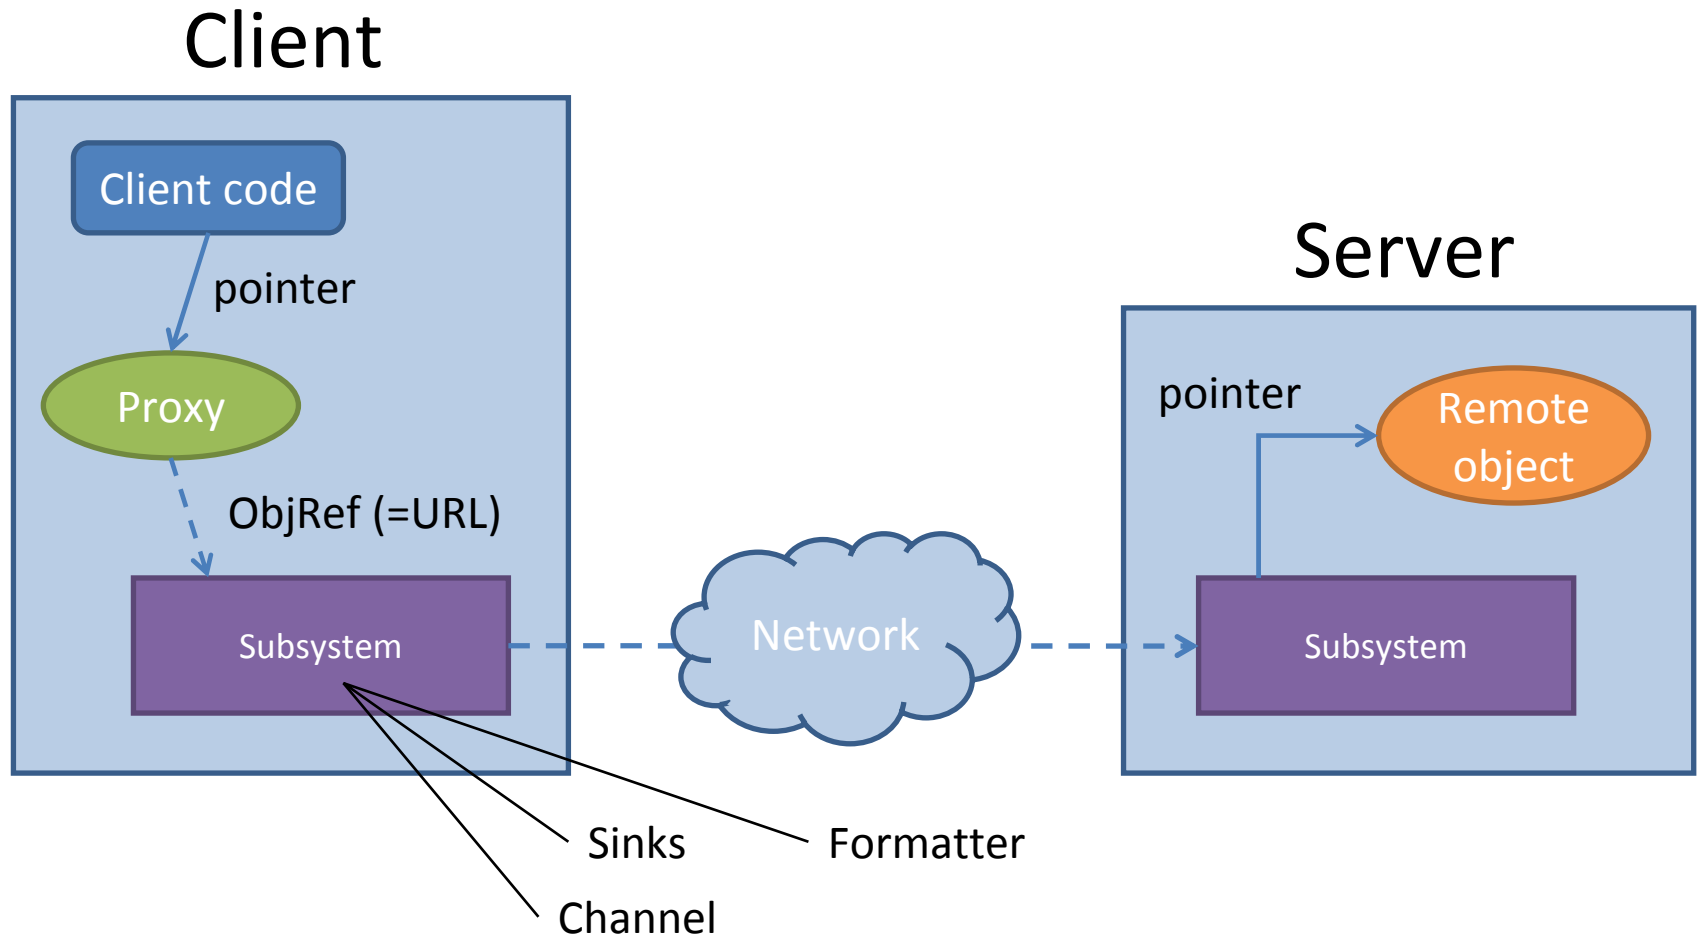 Client
Client code
pointer
Proxy
ObjRef (=URL)
Subsystem
Sinks
Formatter
Channel
Network
Server
pointer
Remote
object
Subsystem